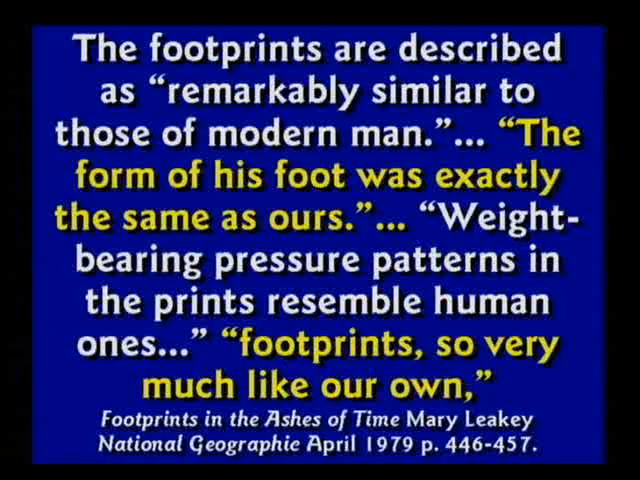 The footprints are described
as “remarkably similar to
those of modern man.”... “The
form of his foot was exactly
the same as ours.”... “Weight-
bearing pressure patterns in
the prints resemble human
ones...” “footprints, so very
much like our own,”
Footprints in the Ashes of Time Mary Leakey
National Geographic April 1979 p. 446-457.